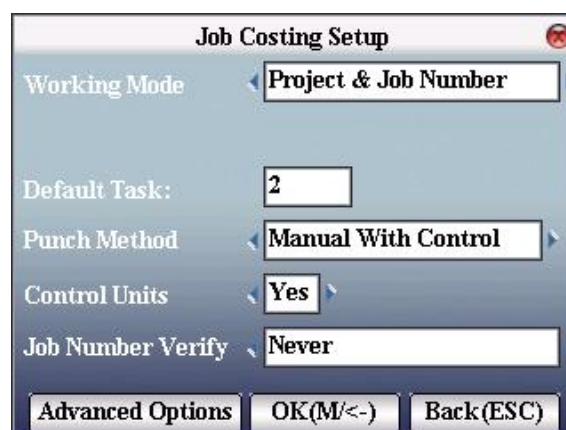 Job Costing Setup
Working Mode Project & Job Number
Default Task: 2
Punch Method Manual With Control
Control Units Yes
Job Number Verify Never
Advanced Options OK(M/<-) Back(ESC)